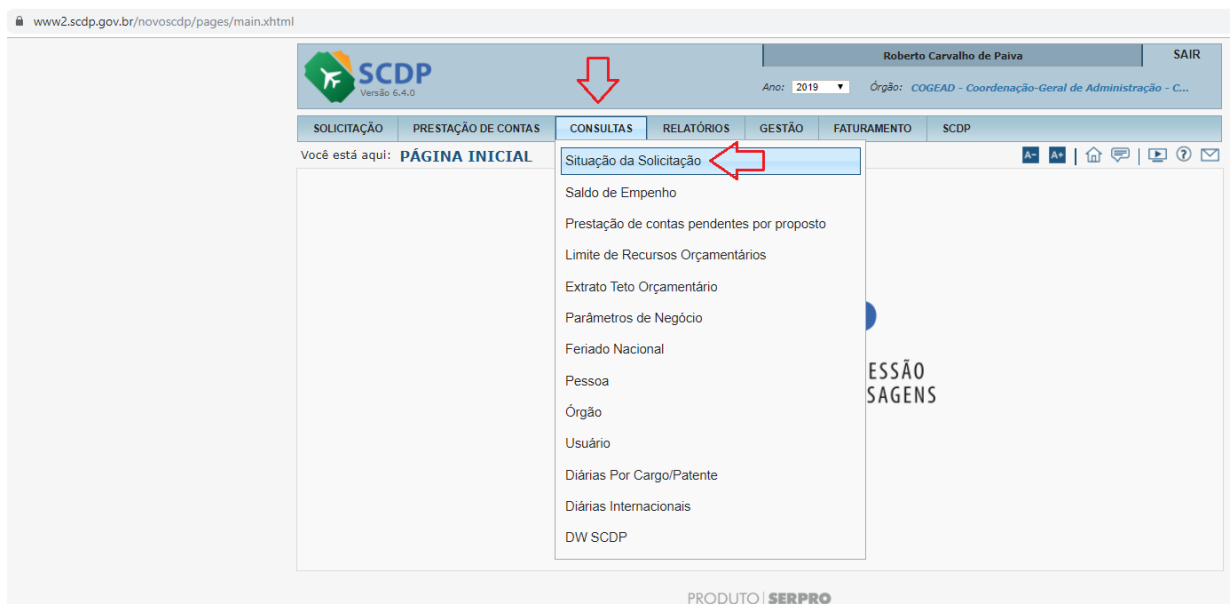 www2.scdp.gov.br/novoscdp/pages/main.xhtml
SCDP
Versão 6.4.0
Roberto Carvalho de Paiva
SAIR
Ano: 2019 Órgão: COGEAD - Coordenação-Geral de Administração - C...
SOLICITAÇÃO PRESTAÇÃO DE CONTAS CONSULTAS RELATÓRIOS GESTÃO FATURAMENTO SCDP
Você está aqui: PÁGINA INICIAL
A- A+
Situação da Solicitação
Saldo de Empenho
Prestação de contas pendentes por proposto
Limite de Recursos Orçamentários
Extrato Teto Orçamentário
Parâmetros de Negócio
Feriado Nacional
Pessoa
ESSÃO
SAGENS
Órgão
Usuário
Diárias Por Cargo/Patente
Diárias Internacionais
DW SCDP
PRODUTO | SERPRO